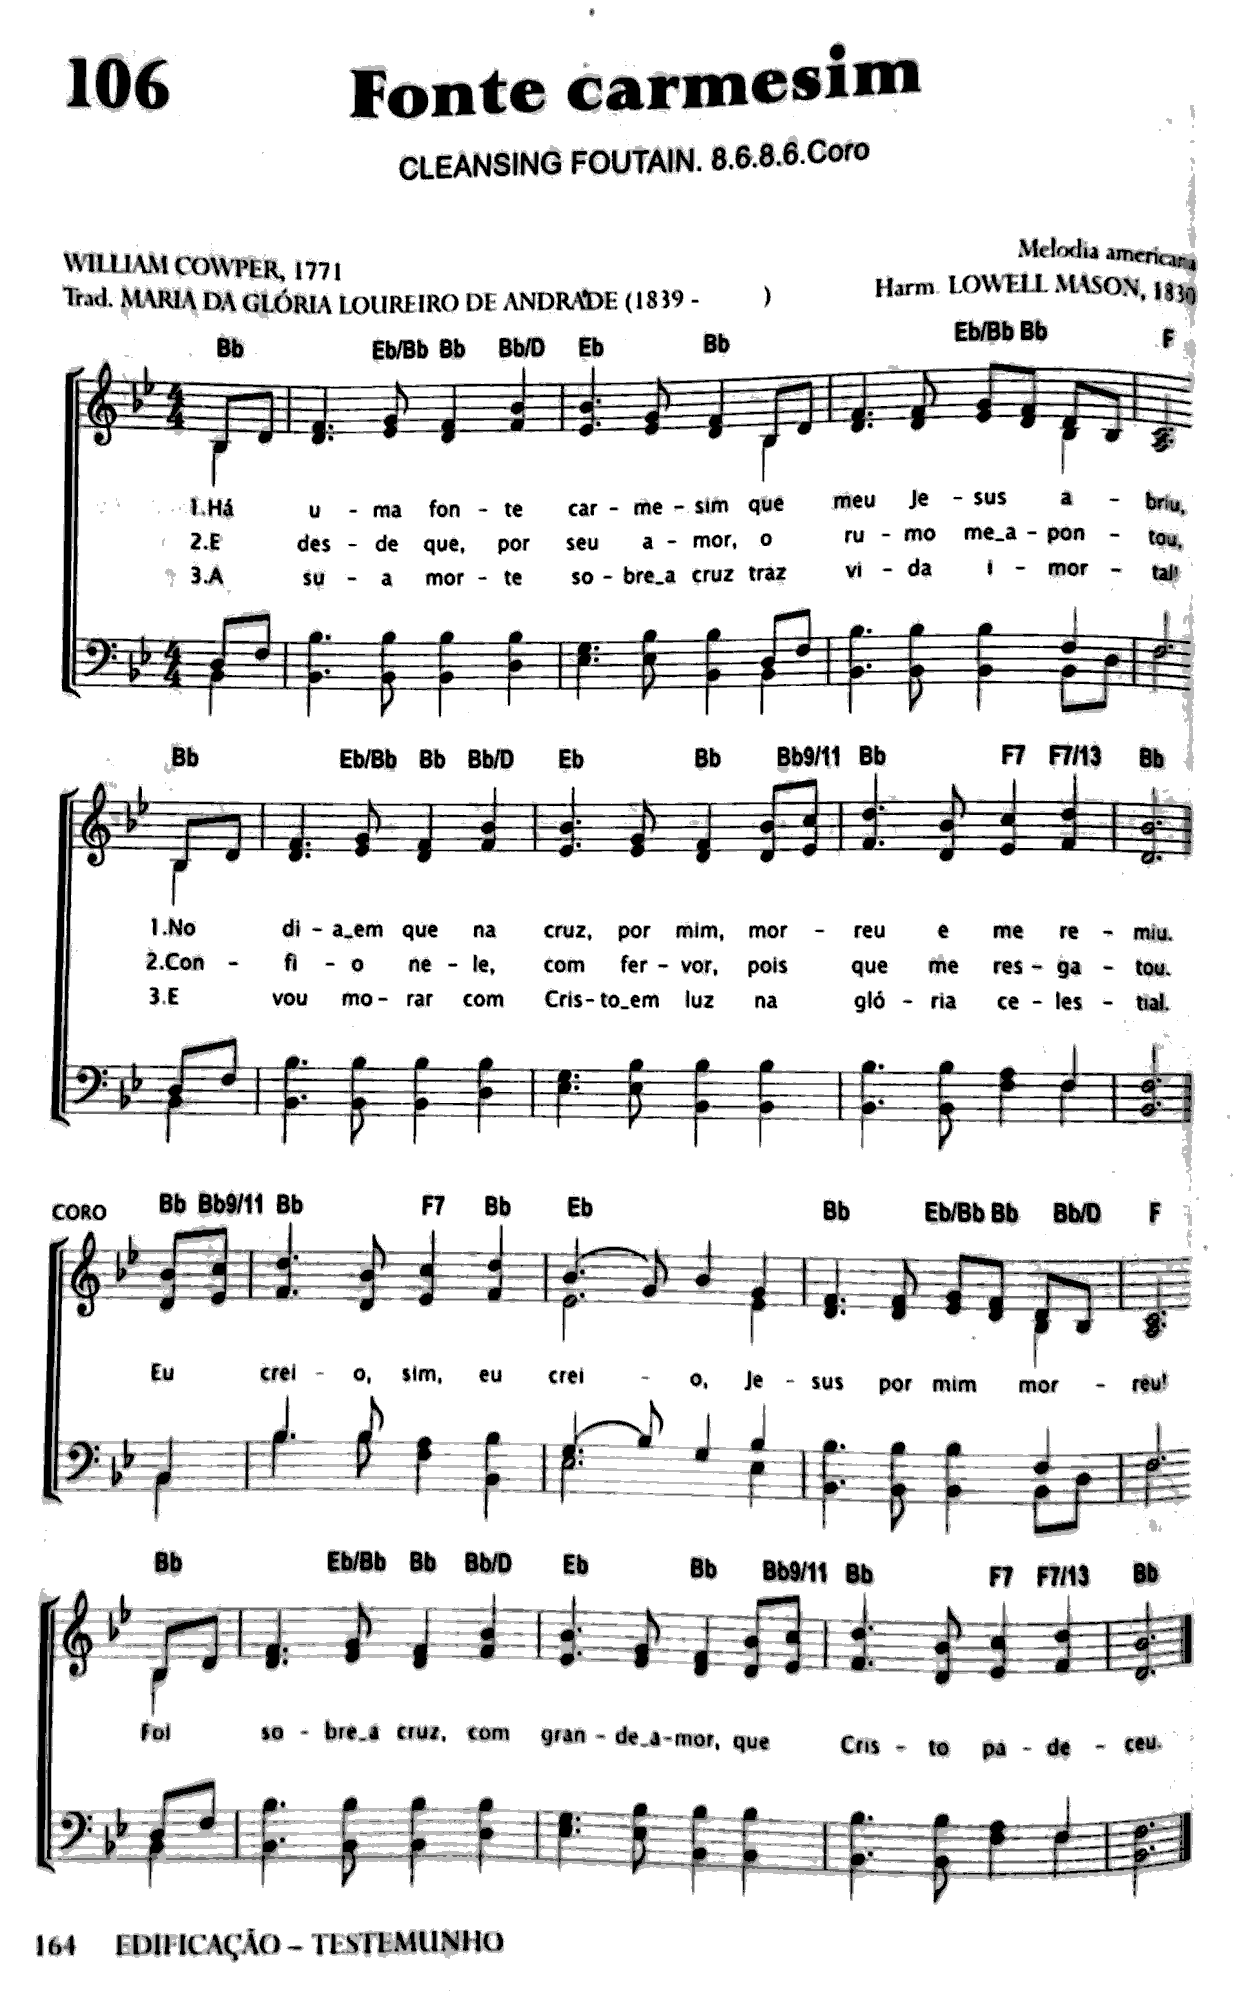 106
Fonte carmesim
CLEANSING FOUTAIN. 8.6.8.6.Coro
WILLIAM COWPER, 1771
Melodia americana
Trad. MARIA DA GLÓRIA LOUREIRO DE ANDRADE (1839 - )
Harm. LOWELL MASON, 1830
Bb Eb/Bb Bb Bb/D Eb Bb Eb/Bb Bb F
1.Há u - ma fon - te car - me - sim que meu Je - sus a - briu,
2.E des - de que, por seu a - mor, o ru - mo me_a - pon - tou,
3.A su - a mor - te so - bre_a cruz traz vi - da i - mor - tal!
Bb Eb/Bb Bb Bb/D Eb Bb Bb9/11 Bb F7 F7/13 Bb
1.No di - a_em que na cruz, por mim, mor - reu e me re - miu.
2.Con - fi - o ne - le, com fer - vor, pois que me res - ga - tou.
3.E vou mo - rar com Cris - to_em luz na gló - ria ce - les - tial.
CORO Bb Bb9/11 Bb F7 Bb Eb Bb Eb/Bb Bb Bb/D F
Eu crei - o, sim, eu crei - o, Je - sus por mim mor - reu!
Bb Eb/Bb Bb Bb/D Eb Bb Bb9/11 Bb F7 F7/13 Bb
Foi so - bre_a cruz, com gran - de_a - mor, que Cris - to pa - de - ceu.
164 EDIFICAÇÃO – TESTEMUNHO